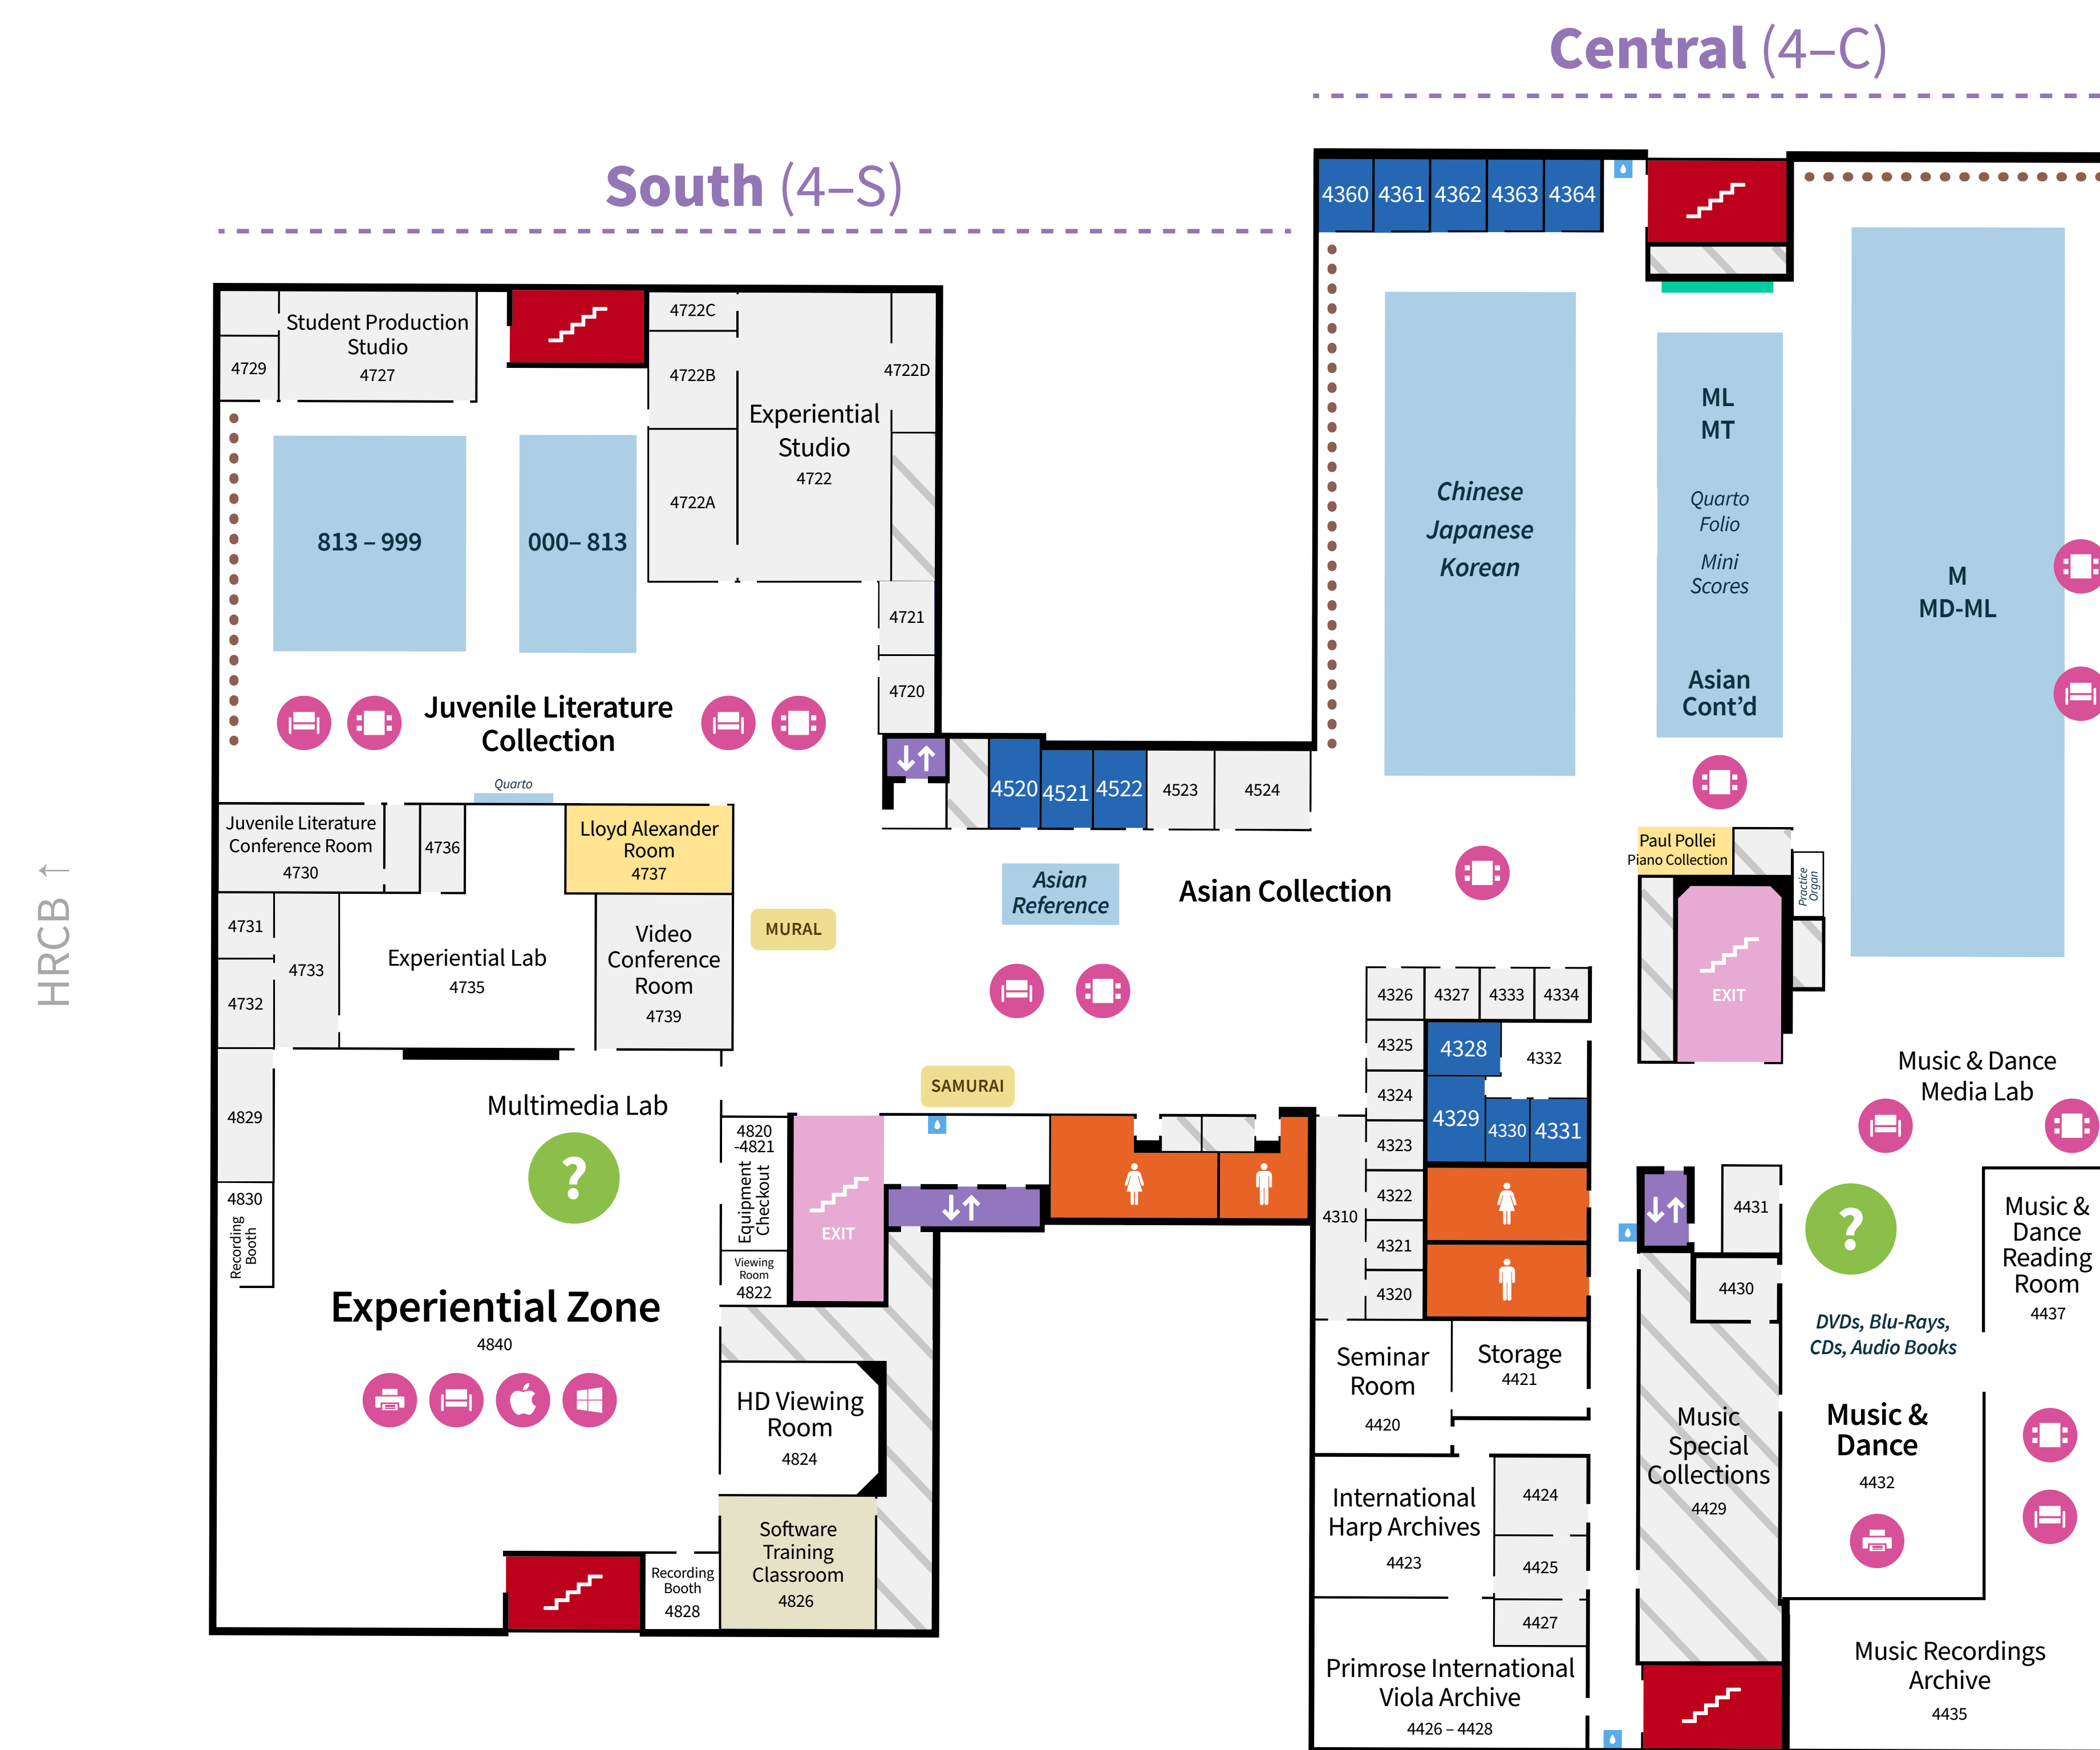 Central (4–C)
South (4–S)
4360
4361
4362
4363
4364
4729
Student Production
Studio
4727
4722C
4722B
4722A
4722D
Experiential
Studio
4722
4721
4720
813 – 999
000– 813
Juvenile Literature
Collection
Quarto
Chinese
Japanese
Korean
ML
MT
Quarto
Folio
Mini
Scores
Asian
Cont’d
M
MD-ML
4520
4521
4522
4523
4524
Juvenile Literature
Conference Room
4730
4736
Lloyd Alexander
Room
4737
4731
4732
4733
Experiential Lab
4735
Video
Conference
Room
4739
MURAL
HRCB ↑
Asian
Reference
Asian Collection
SAMURAI
Paul Pollei
Piano Collection
Practice
Organ
EXIT
4326
4327
4333
4334
4325
4324
4323
4322
4321
4320
4328
4332
4329
4330
4331
4310
Music & Dance
Media Lab
4829
4830
Recording
Booth
Multimedia Lab
?
4820
-4821
Equipment
Checkout
Viewing
Room
4822
EXIT
Experiential Zone
4840
HD Viewing
Room
4824
Software
Training
Classroom
4826
Recording
Booth
4828
Seminar
Room
4420
Storage
4421
International
Harp Archives
4423
4424
4425
4427
Primrose International
Viola Archive
4426 – 4428
4431
4430
?
Music &
Dance
Reading
Room
4437
DVDs, Blu-Rays,
CDs, Audio Books
Music
Special
Collections
4429
Music &
Dance
4432
Music Recordings
Archive
4435